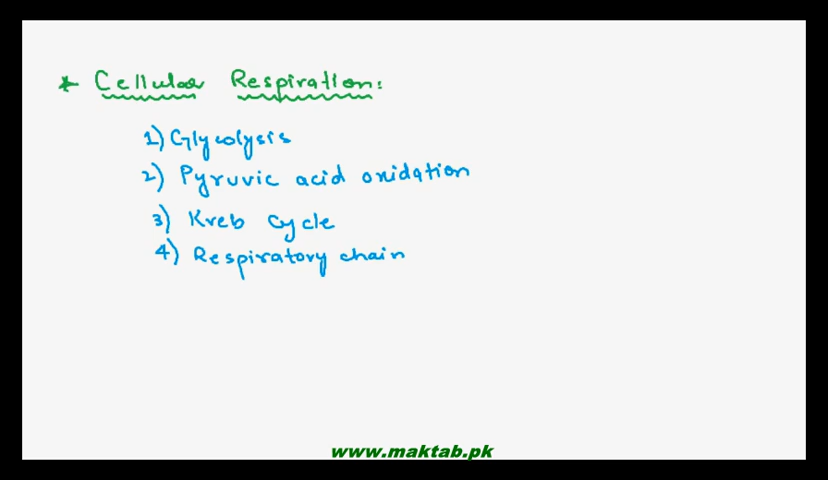 * Cellular Respiration:
1) Glycolysis
2) Pyruvic acid oxidation
3) Kreb cycle
4) Respiratory chain
www.maktab.pk